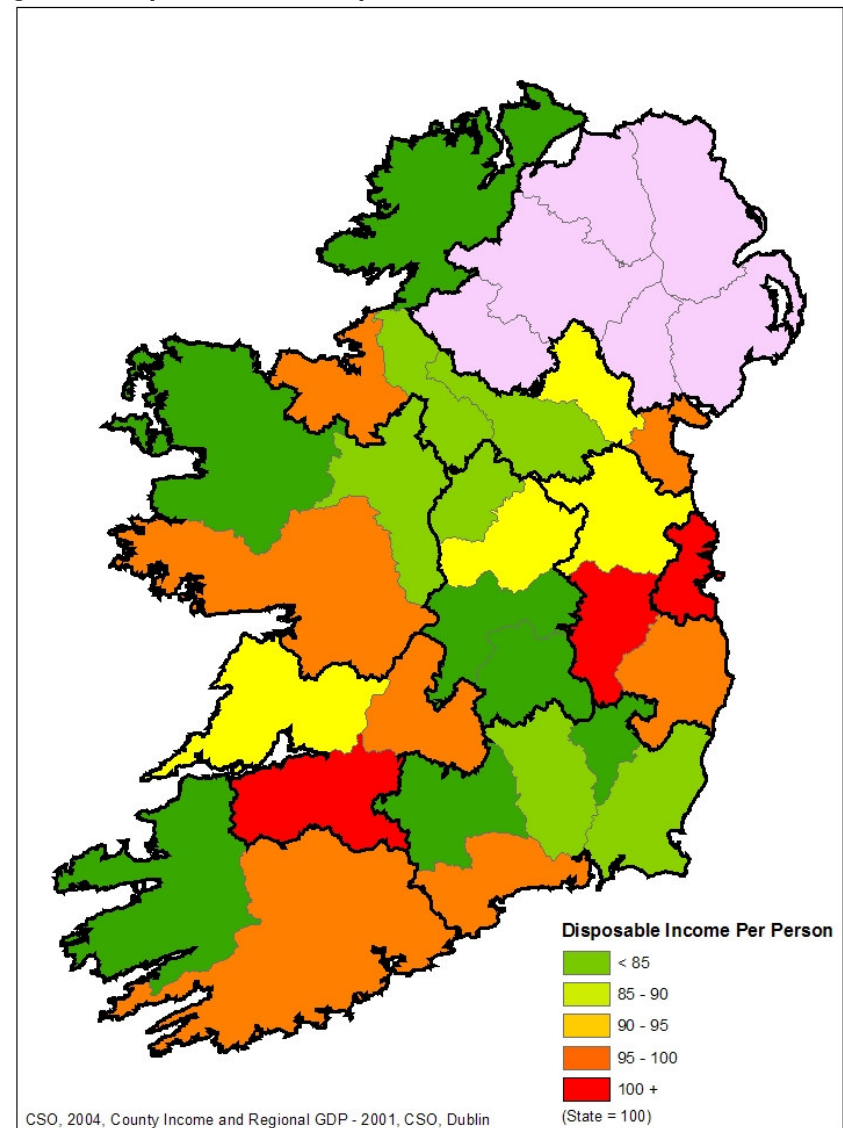 Disposable Income Per Person
< 85
85 - 90
90 - 95
95 - 100
100 +
(State = 100)
CSO, 2004, County Income and Regional GDP - 2001, CSO, Dublin